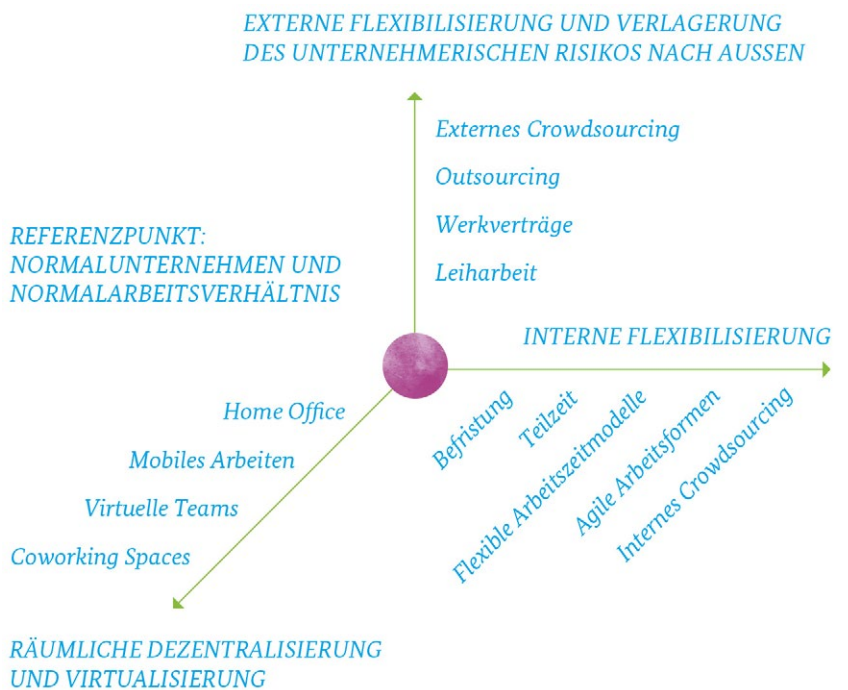 EXTERNE FLEXIBILISIERUNG UND VERLAGERUNG
DES UNTERNEHMERISCHEN RISIKOS NACH AUSSEN
Externes Crowdsourcing
Outsourcing
Werkverträge
Leiharbeit
REFERENZPUNKT:
NORMALUNTERNEHMEN UND
NORMALARBEITSVERHÄLTNIS
INTERNE FLEXIBILISIERUNG
Befristung
Teilzeit
Flexible Arbeitszeitmodelle
Agile Arbeitsformen
Internes Crowdsourcing
Home Office
Mobiles Arbeiten
Virtuelle Teams
Coworking Spaces
RÄUMLICHE DEZENTRALISIERUNG
UND VIRTUALISIERUNG